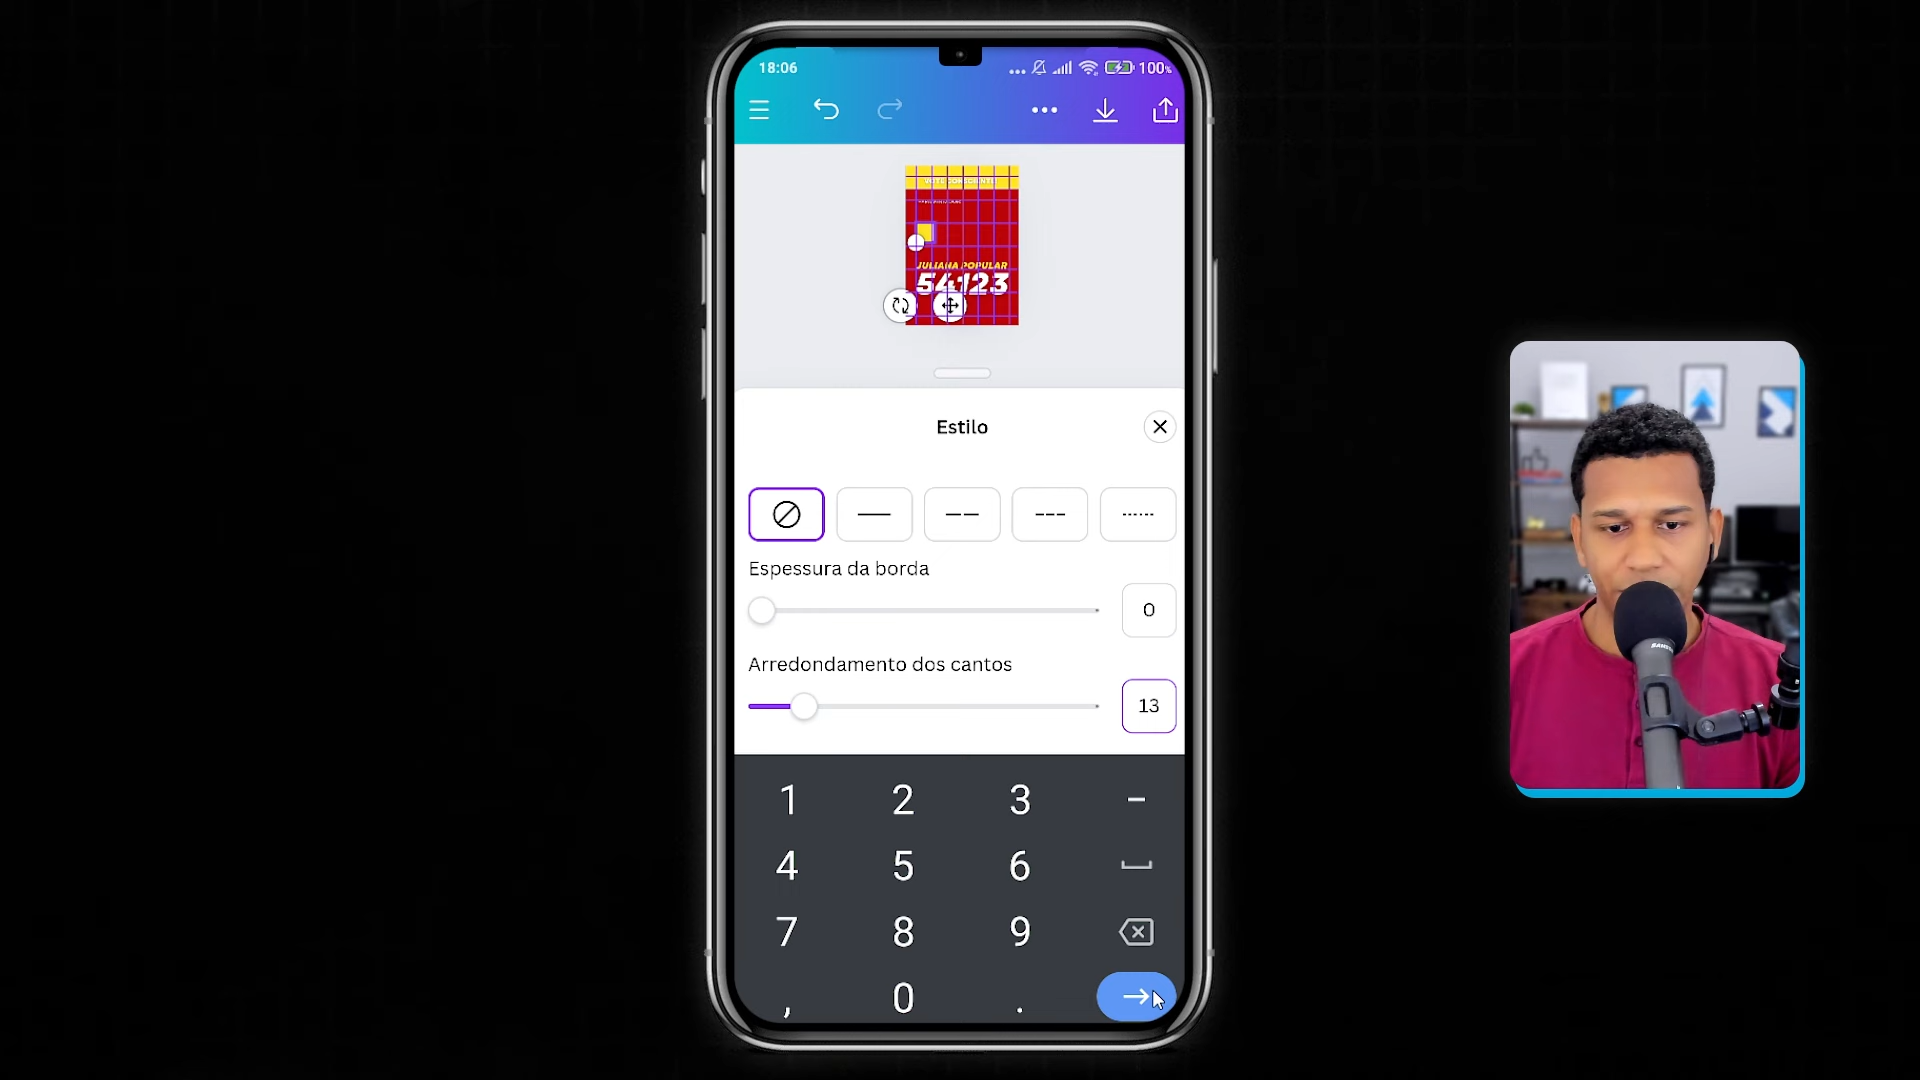 18:06
100%
JULIANA POPULAR
54123
Estilo
Espessura da borda
0
Arredondamento dos cantos
13
1 2 3 -
4 5 6
7 8 9
, 0 .